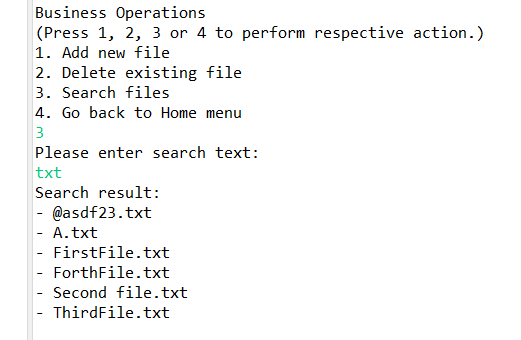 Business Operations
(Press 1, 2, 3 or 4 to perform respective action.)
1. Add new file
2. Delete existing file
3. Search files
4. Go back to Home menu
3
Please enter search text:
txt
Search result:
- @asdf23.txt
- A.txt
- FirstFile.txt
- ForthFile.txt
- Second file.txt
- ThirdFile.txt